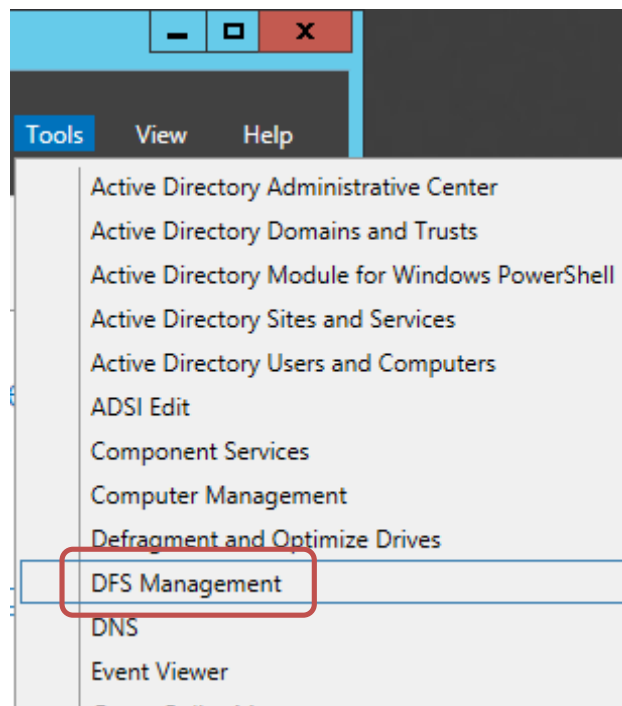 Tools View Help
Active Directory Administrative Center
Active Directory Domains and Trusts
Active Directory Module for Windows PowerShell
Active Directory Sites and Services
Active Directory Users and Computers
ADSI Edit
Component Services
Computer Management
Defragment and Optimize Drives
DFS Management
DNS
Event Viewer